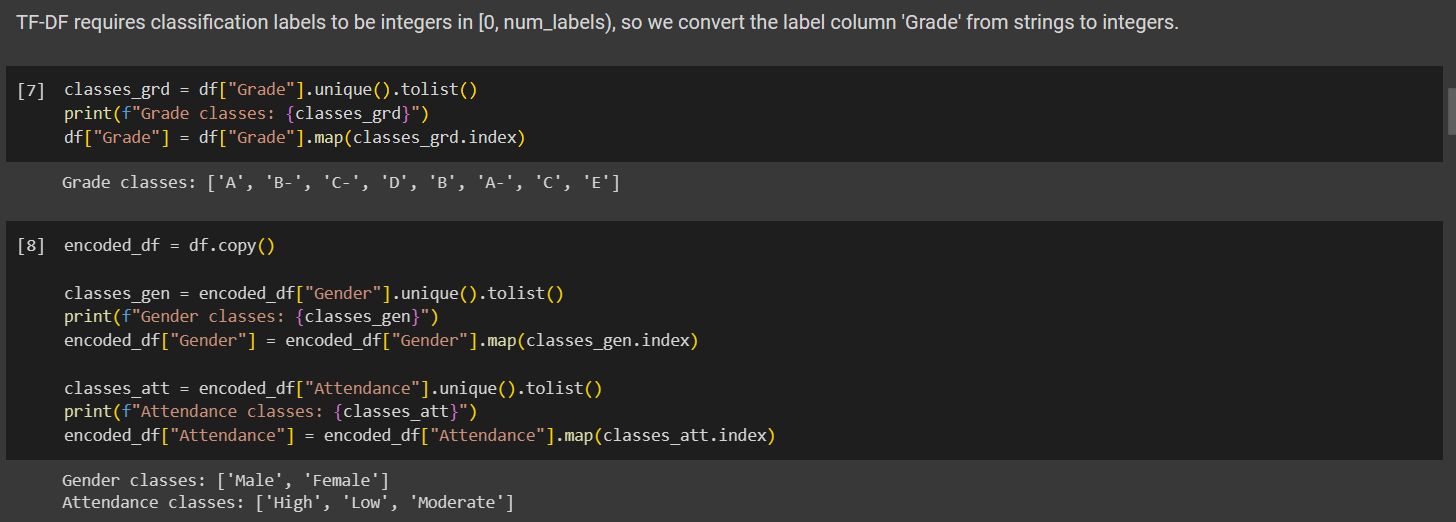 TF-DF requires classification labels to be integers in [0, num_labels), so we convert the label column 'Grade' from strings to integers.
[7] classes_grd = df["Grade"].unique().tolist()
print(f"Grade classes: {classes_grd}")
df["Grade"] = df["Grade"].map(classes_grd.index)
Grade classes: ['A', 'B-', 'C-', 'D', 'B', 'A-', 'C', 'E']
[8] encoded_df = df.copy()
classes_gen = encoded_df["Gender"].unique().tolist()
print(f"Gender classes: {classes_gen}")
encoded_df["Gender"] = encoded_df["Gender"].map(classes_gen.index)
classes_att = encoded_df["Attendance"].unique().tolist()
print(f"Attendance classes: {classes_att}")
encoded_df["Attendance"] = encoded_df["Attendance"].map(classes_att.index)
Gender classes: ['Male', 'Female']
Attendance classes: ['High', 'Low', 'Moderate']